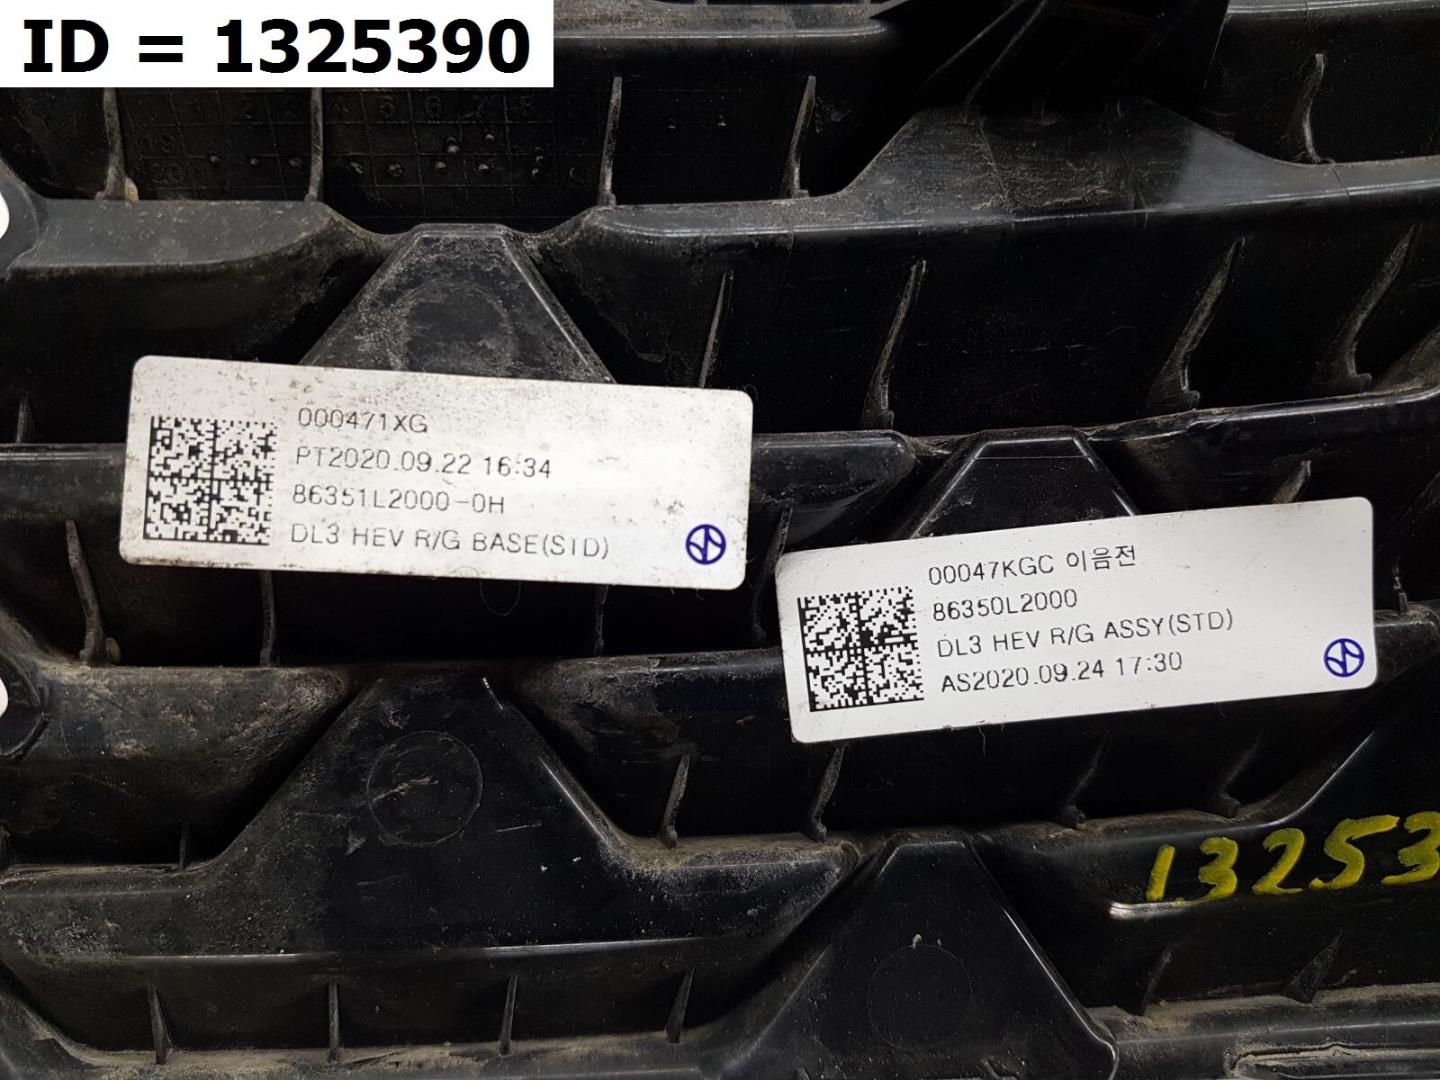 ID = 1325390
000471XG
PT2020.09.22 16:34
86351L2000-0H
DL3 HEV R/G BASE(STD)
00047KGC 이음전
86350L2000
DL3 HEV R/G ASSY(STD)
AS2020.09.24 17:30
13253